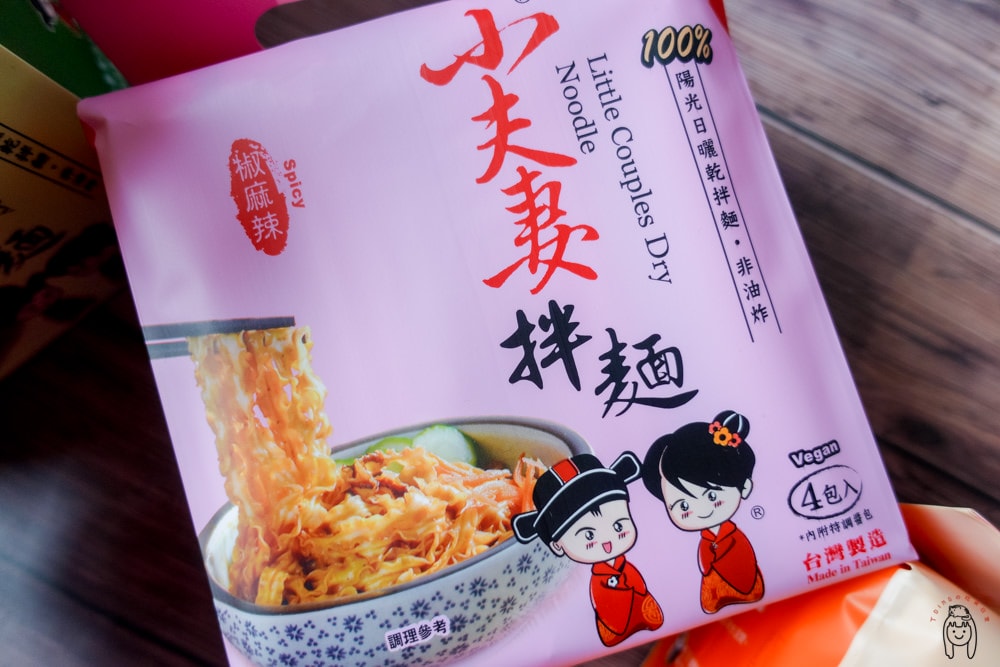 小夫妻
拌麵
Little Couples Dry
Noodle
100%
陽光日曬乾拌麵・非油炸
椒麻辣
Spicy
調理參考
®
Vegan
4包入
*內附特調醬包
台灣製造
Made in Taiwan